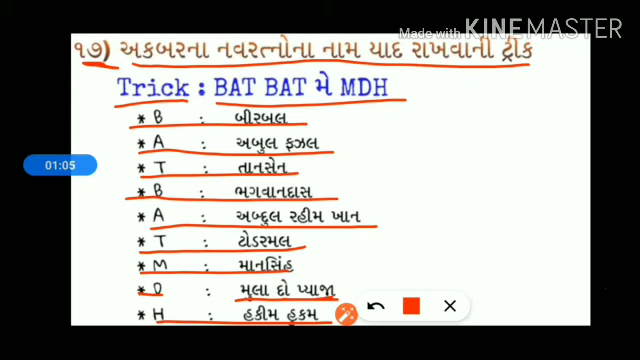 Made with KINEMASTER
૧૭) અકબરના નવરત્નોના નામ યાદ રાખવાની ટ્રીક
Trick : BAT BAT મે MDH
* B : બીરબલ
* A : અબુલ ફઝલ
01:05
* T : તાનસેન
* B : ભગવાનદાસ
* A : અબ્દુલ રહીમ ખાન
* T : ટોડરમલ
* M : માનસિંહ
* D : મુલા દો પ્યાજા
* H : હકીમ હુકમ